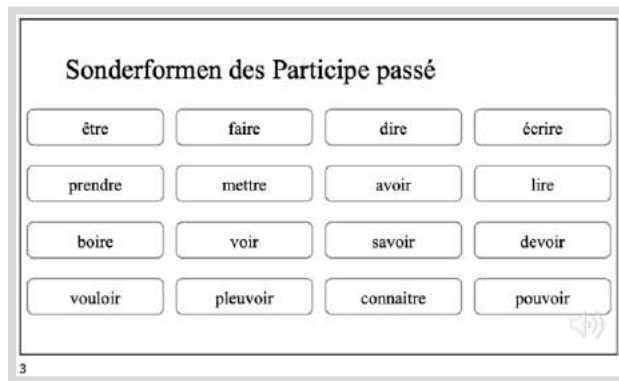 Sonderformen des Participe passé
être faire dire écrire
prendre mettre avoir lire
boire voir savoir devoir
vouloir pleuvoir connaitre pouvoir
3